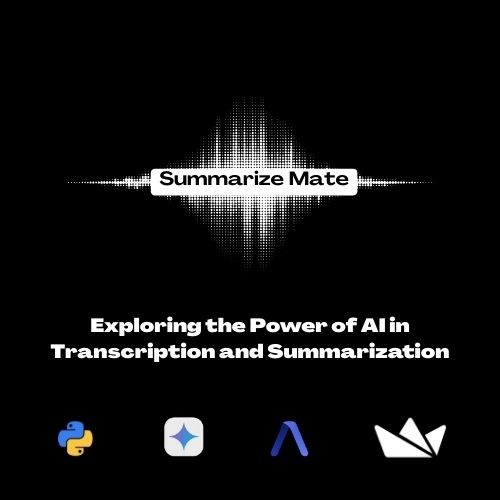 Summarize Mate
Exploring the Power of AI in
Transcription and Summarization